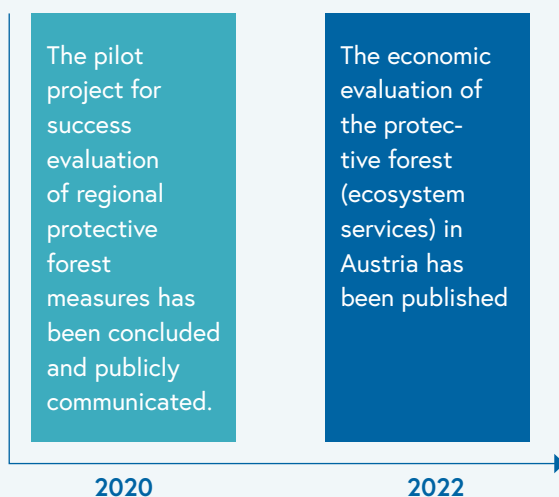 The pilot
project for
success
evaluation
of regional
protective
forest
measures has
been concluded
and publicly
communicated.
The economic
evaluation of
the protec-
tive forest
(ecosystem
services) in
Austria has
been published
2020
2022